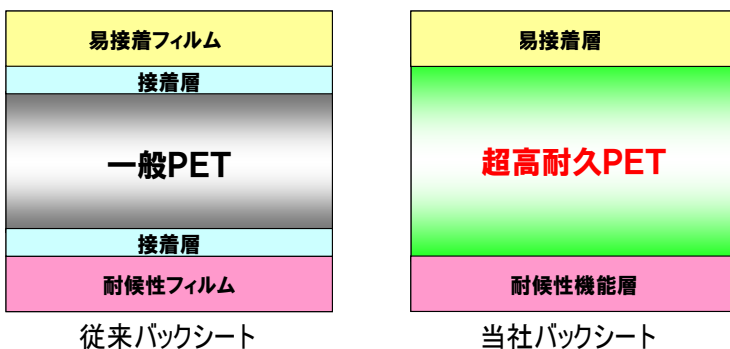 易接着フィルム
接着層
一般PET
接着層
耐候性フィルム
従来バックシート
易接着層
超高耐久PET
耐候性機能層
当社バックシート